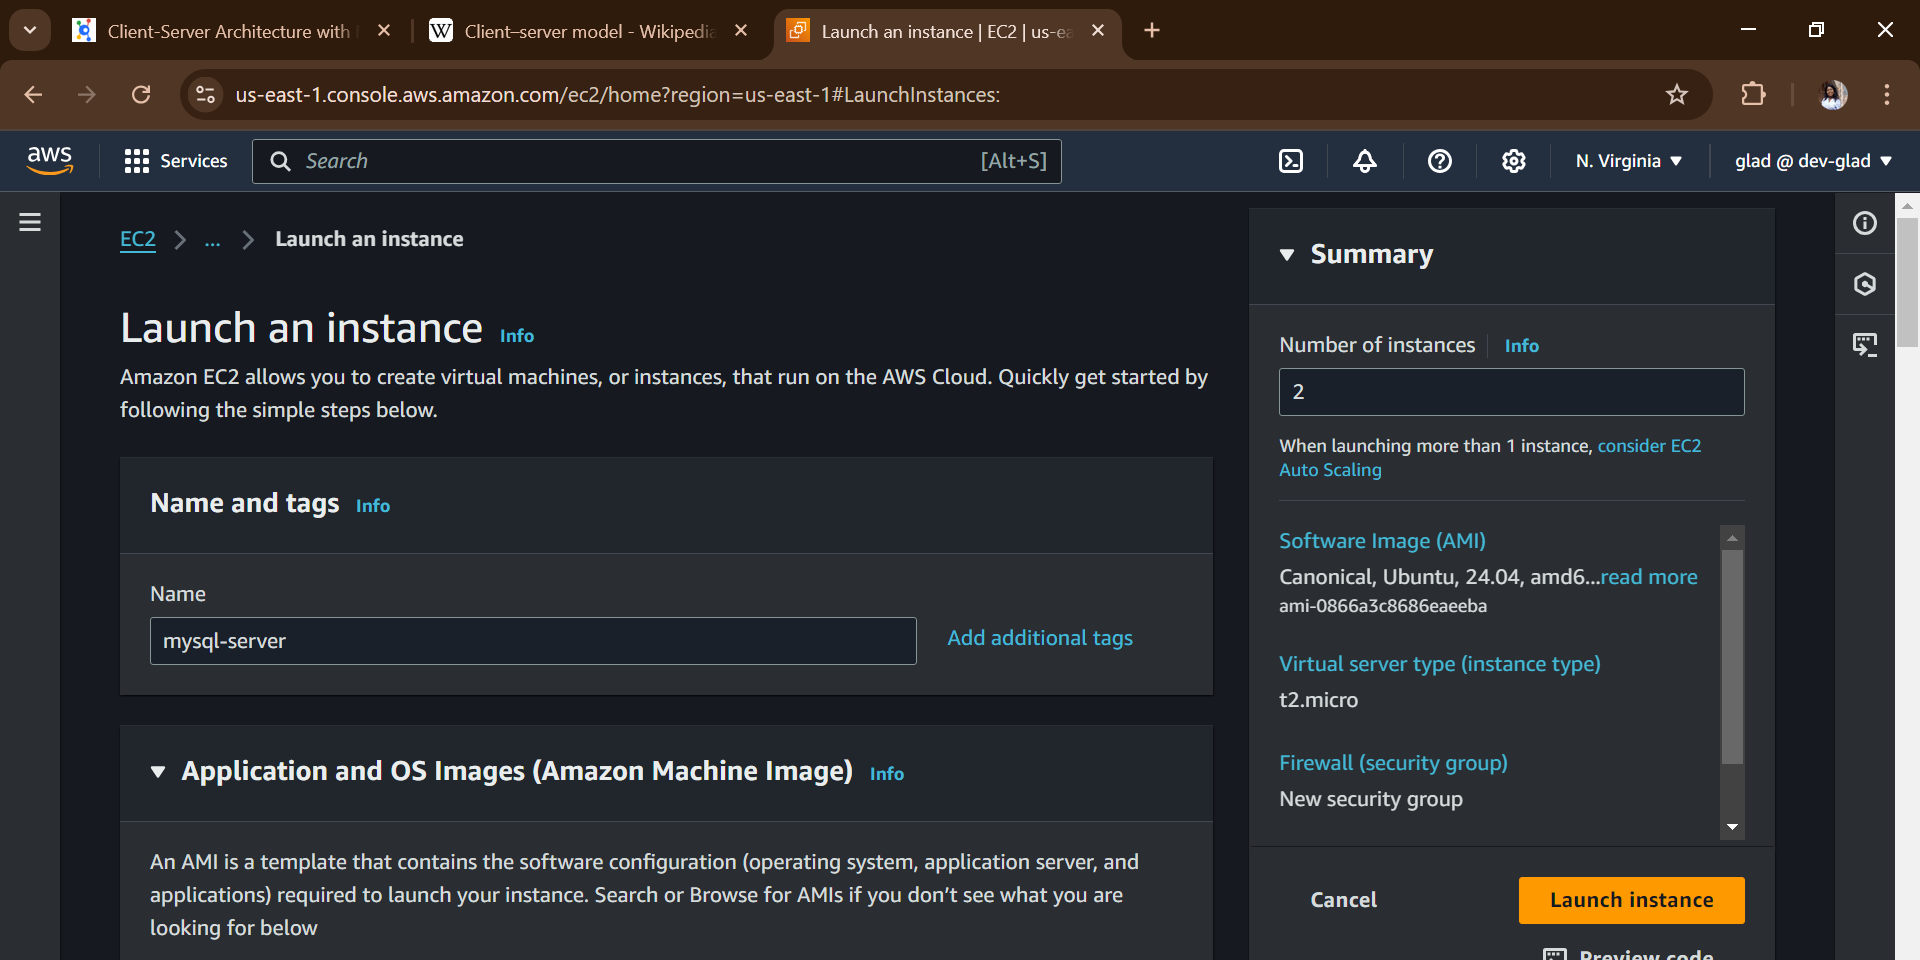 Client-Server Architecture with
Client–server model - Wikipedia
Launch an instance | EC2 | us-ea
us-east-1.console.aws.amazon.com/ec2/home?region=us-east-1#LaunchInstances:
aws
Services
Search
[Alt+S]
N. Virginia
glad @ dev-glad
EC2
...
Launch an instance
Launch an instance Info
Amazon EC2 allows you to create virtual machines, or instances, that run on the AWS Cloud. Quickly get started by
following the simple steps below.
Name and tags Info
Name
mysql-server
Add additional tags
Application and OS Images (Amazon Machine Image) Info
An AMI is a template that contains the software configuration (operating system, application server, and
applications) required to launch your instance. Search or Browse for AMIs if you don’t see what you are
looking for below
Summary
Number of instances Info
2
When launching more than 1 instance, consider EC2
Auto Scaling
Software Image (AMI)
Canonical, Ubuntu, 24.04, amd6...read more
ami-0866a3c8686eaeeba
Virtual server type (instance type)
t2.micro
Firewall (security group)
New security group
Cancel
Launch instance
Preview code